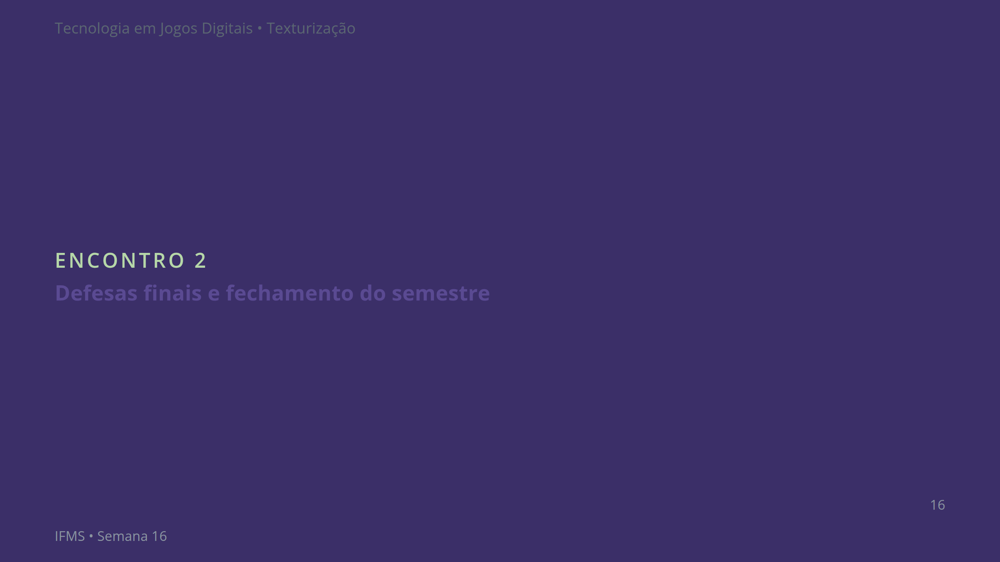 Tecnologia em Jogos Digitais • Texturização
ENCONTRO 2
Defesas finais e fechamento do semestre
16
IFMS • Semana 16